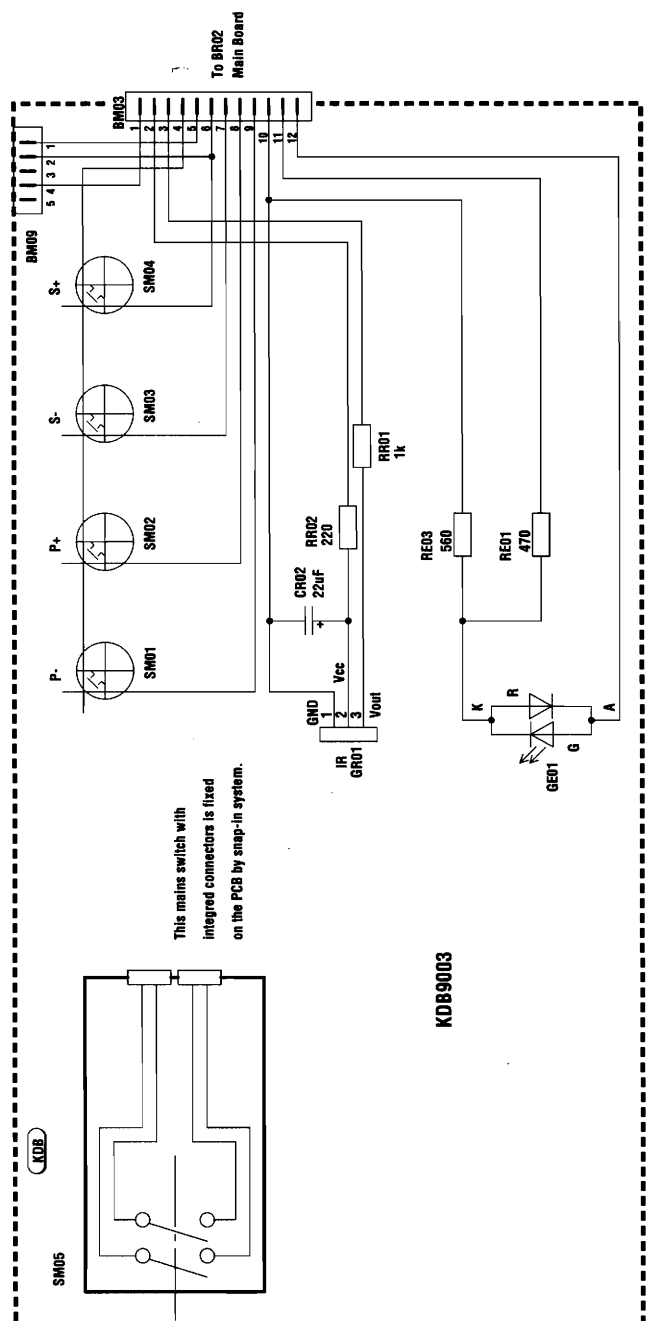 To BR02
Main Board
BM03
1
2
3
4
5
6
7
8
9
10
11
12
BM09
5
4
3
2
1
S+
SM04
S-
SM03
P+
SM02
P-
SM01
RR01
1k
RR02
220
CR02
22uF
+
Vcc
GND
1
2
3
Vout
IR
GR01
RE03
560
RE01
470
K
R
G
A
GE01
This mains switch with
integred connectors is fixed
on the PCB by snap-in system.
KDB9003
KDB
SM05